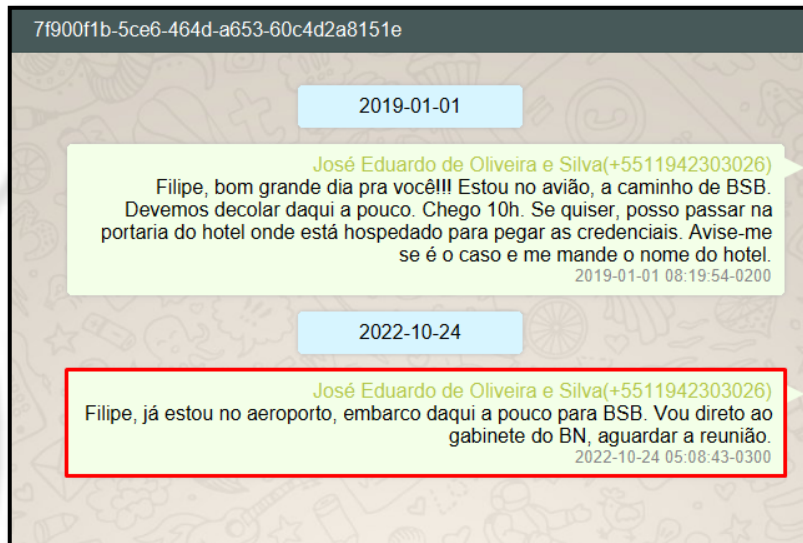 7f900f1b-5ce6-464d-a653-60c4d2a8151e
2019-01-01
José Eduardo de Oliveira e Silva(+5511942303026)
Filipe, bom grande dia pra você!!! Estou no avião, a caminho de BSB.
Devemos decolar daqui a pouco. Chego 10h. Se quiser, posso passar na
portaria do hotel onde está hospedado para pegar as credenciais. Avise-me
se é o caso e me mande o nome do hotel.
2019-01-01 08:19:54-0200
2022-10-24
José Eduardo de Oliveira e Silva(+5511942303026)
Filipe, já estou no aeroporto, embarco daqui a pouco para BSB. Vou direto ao
gabinete do BN, aguardar a reunião.
2022-10-24 05:08:43-0300